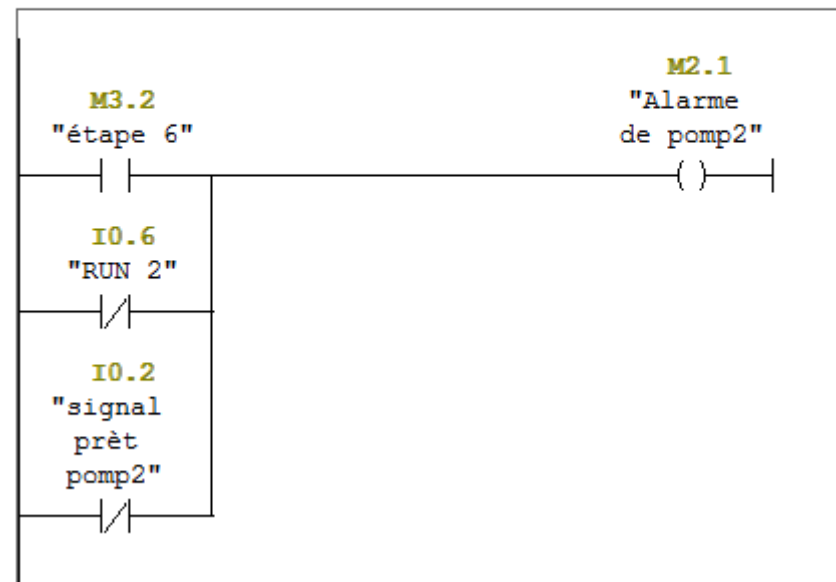 M2.1
"Alarme
de pomp2"
M3.2
"étape 6"
I0.6
"RUN 2"
I0.2
"signal
prèt
pomp2"